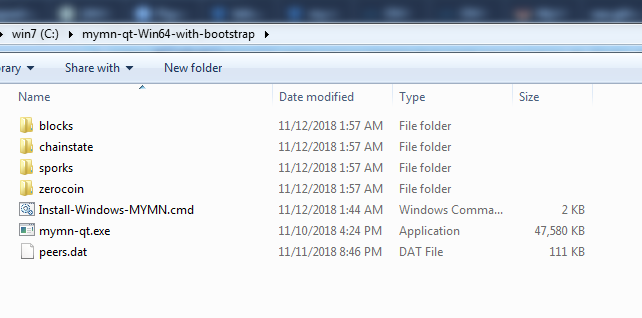 win7 (C:) ▸ mymn-qt-Win64-with-bootstrap ▸
rary ▾ Share with ▾ New folder
Name Date modified Type Size
blocks 11/12/2018 1:57 AM File folder
chainstate 11/12/2018 1:57 AM File folder
sporks 11/12/2018 1:57 AM File folder
zerocoin 11/12/2018 1:57 AM File folder
Install-Windows-MYMN.cmd 11/12/2018 1:44 AM Windows Comma... 2 KB
mymn-qt.exe 11/10/2018 4:24 PM Application 47,580 KB
peers.dat 11/11/2018 8:46 PM DAT File 111 KB